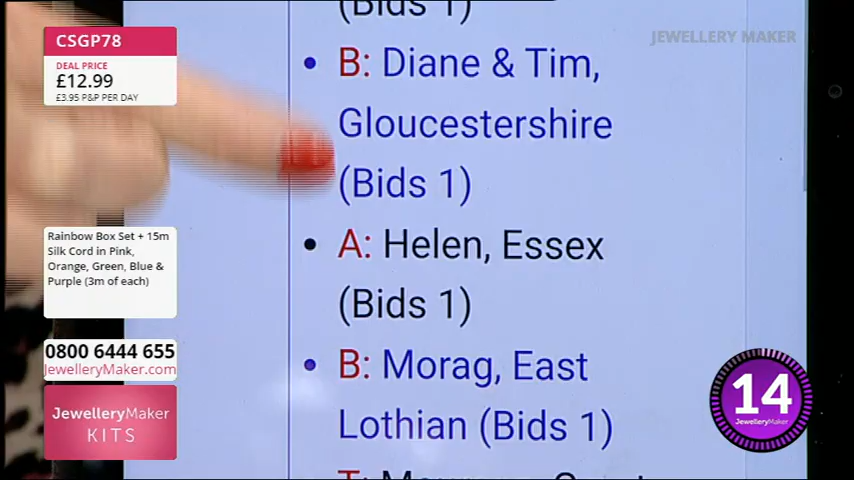 (Bids 1)
JEWELLERY MAKER
CSGP78
DEAL PRICE
£12.99
£3.95 P&P PER DAY
• B: Diane & Tim,
Gloucestershire
(Bids 1)
• A: Helen, Essex
(Bids 1)
• B: Morag, East
Lothian (Bids 1)
Rainbow Box Set + 15m
Silk Cord in Pink,
Orange, Green, Blue &
Purple (3m of each)
0800 6444 655
JewelleryMaker.com
JewelleryMaker
KITS
14
JewelleryMaker